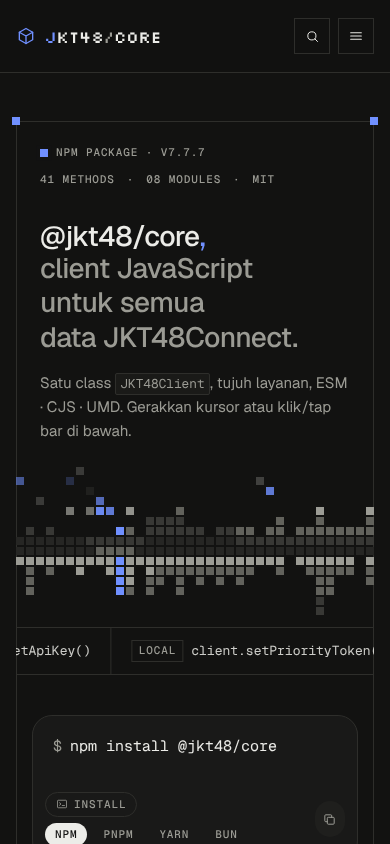 JKT48/CORE
NPM PACKAGE · V7.7.7
41 METHODS · 08 MODULES · MIT
@jkt48/core,
client JavaScript
untuk semua
data JKT48Connect.
Satu class JKT48Client, tujuh layanan, ESM
· CJS · UMD. Gerakkan kursor atau klik/tap
bar di bawah.
etApiKey() LOCAL client.setPriorityToken(
$ npm install @jkt48/core
INSTALL
NPM PNPM YARN BUN